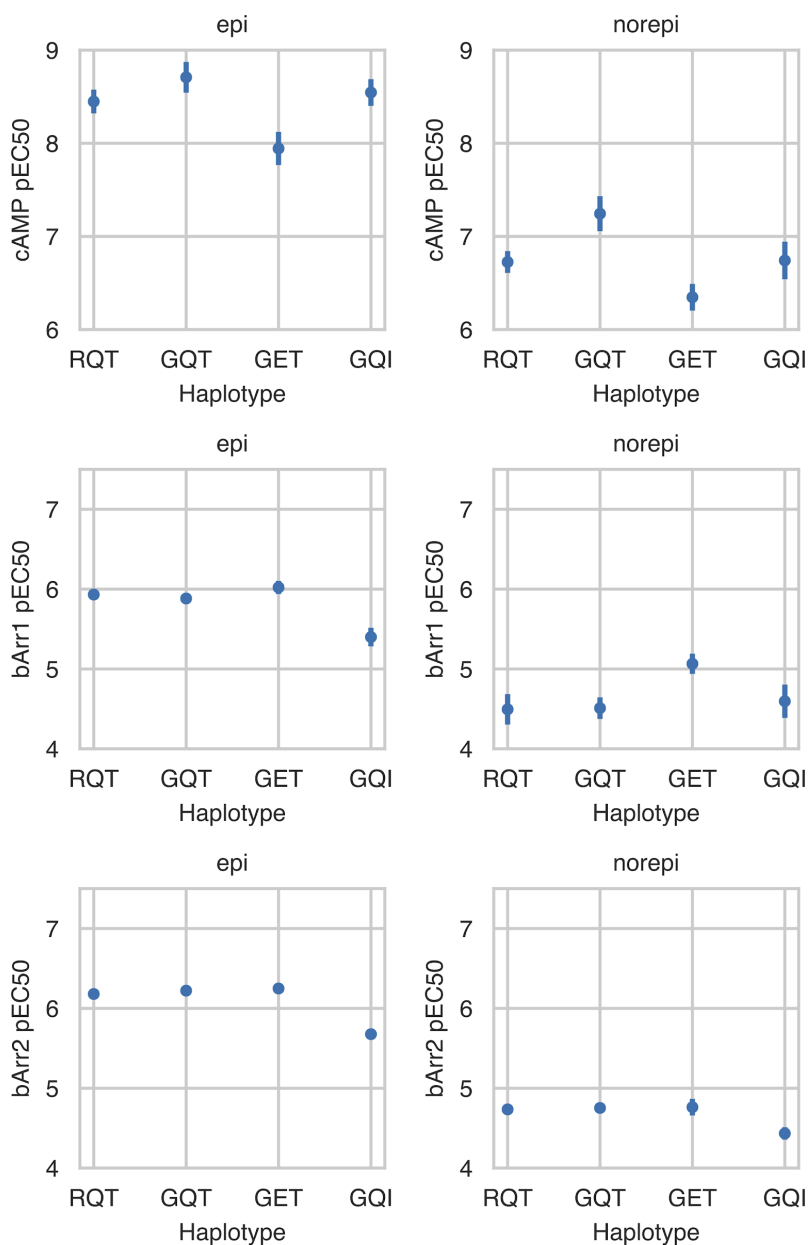 epi
cAMP pEC50
9
8
7
6
RQT GQT GET GQI
Haplotype
norepi
cAMP pEC50
9
8
7
6
RQT GQT GET GQI
Haplotype
epi
bArr1 pEC50
7
6
5
4
RQT GQT GET GQI
Haplotype
norepi
bArr1 pEC50
7
6
5
4
RQT GQT GET GQI
Haplotype
epi
bArr2 pEC50
7
6
5
4
RQT GQT GET GQI
Haplotype
norepi
bArr2 pEC50
7
6
5
4
RQT GQT GET GQI
Haplotype